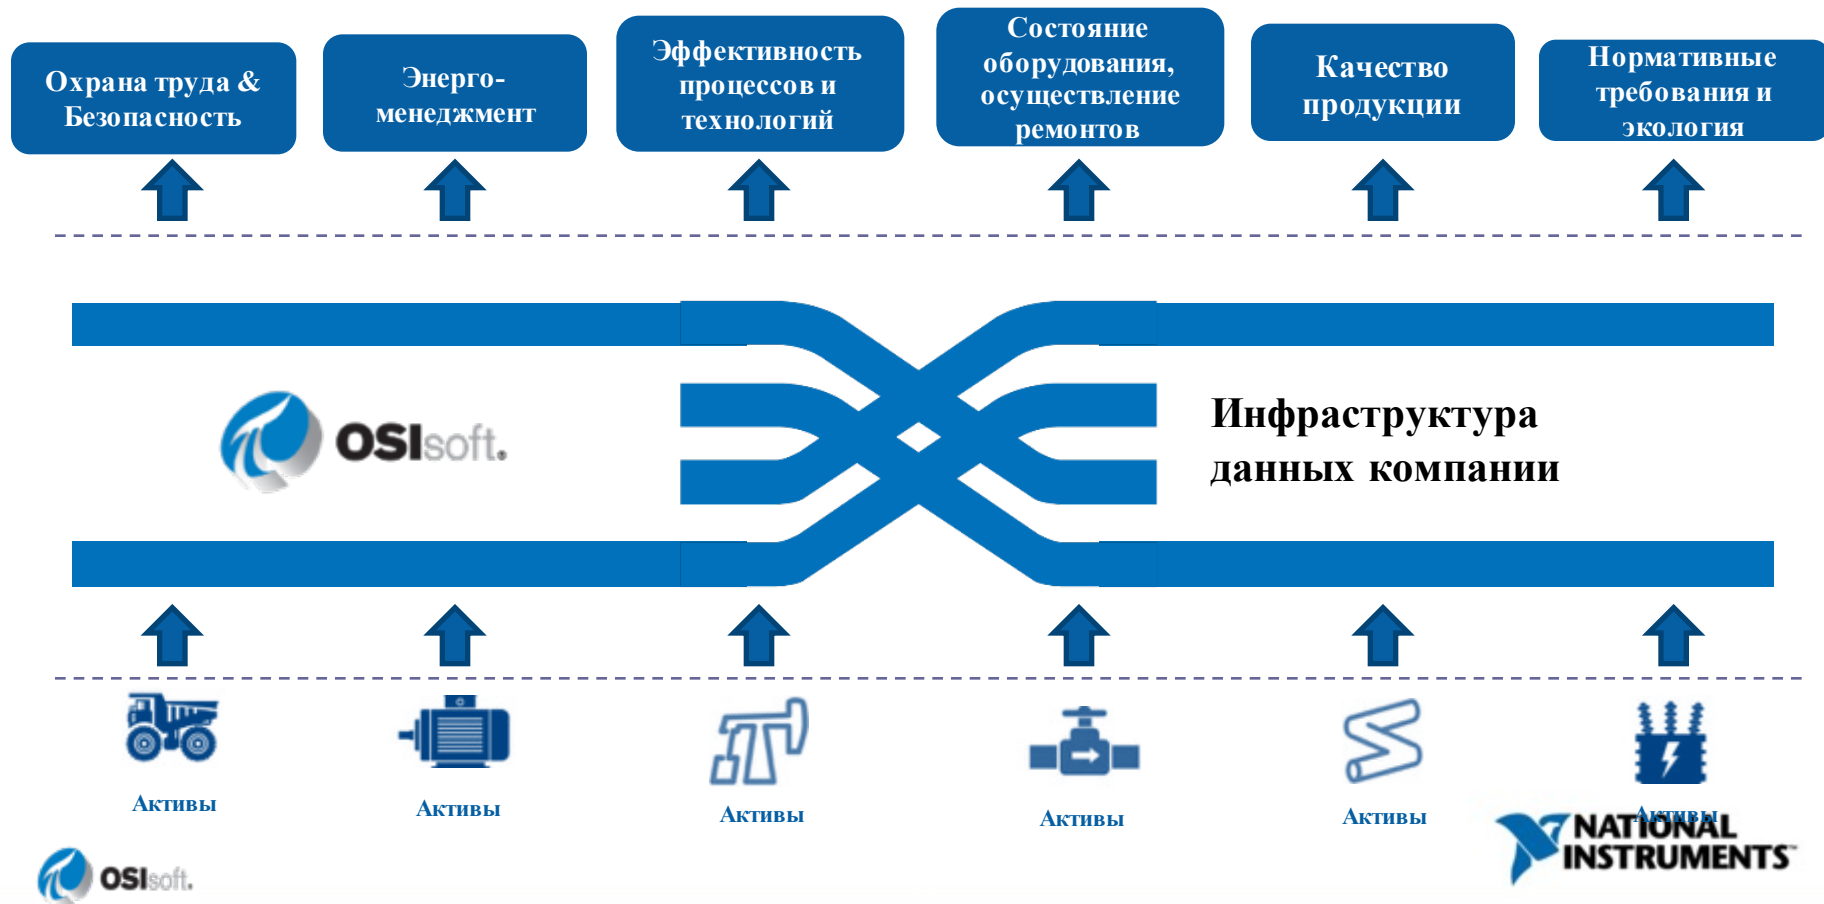 Охрана труда &
Безопасность
Энерго-
менеджмент
Эффективность
процессов и
технологий
Состояние
оборудования,
осуществление
ремонтов
Качество
продукции
Нормативные
требования и
экология
OSIsoft.
Инфраструктура
данных компании
Активы
Активы
Активы
Активы
Активы
Активы
OSIsoft.
NATIONAL
INSTRUMENTS™